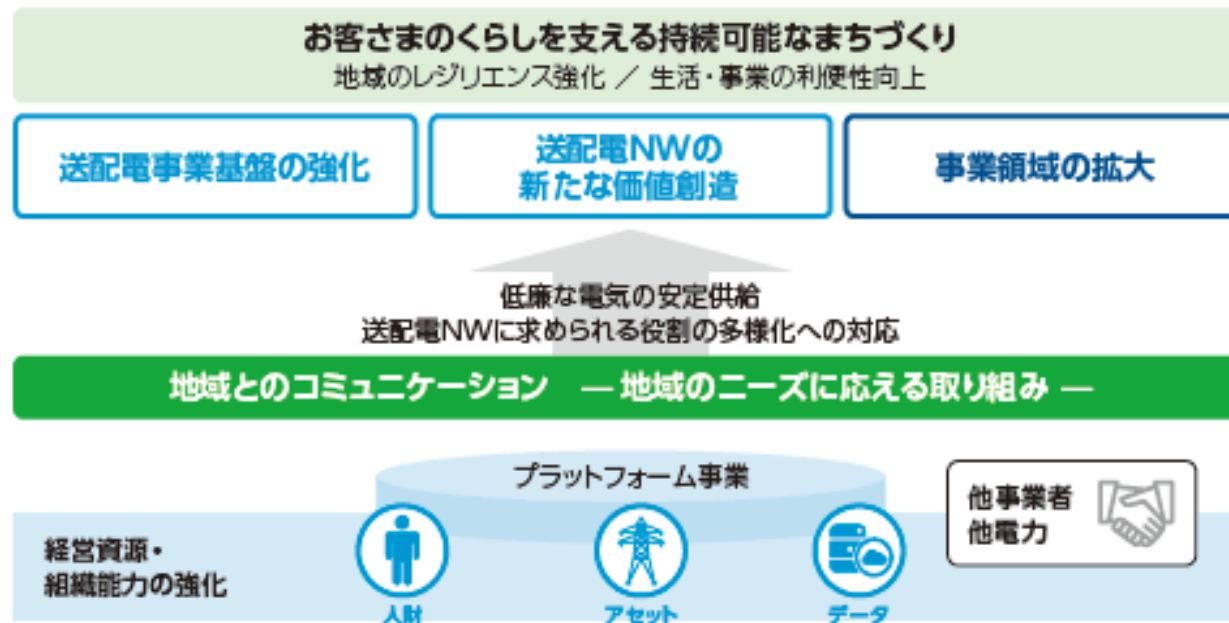 お客さまのくらしを支える持続可能なまちづくり
地域のレジリエンス強化 ／ 生活・事業の利便性向上
送配電事業基盤の強化
送配電NWの
新たな価値創造
事業領域の拡大
低廉な電気の安定供給
送配電NWに求められる役割の多様化への対応
地域とのコミュニケーション ― 地域のニーズに応える取り組み ―
プラットフォーム事業
他事業者
他電力
経営資源・
組織能力の強化
人財
アセット
データ